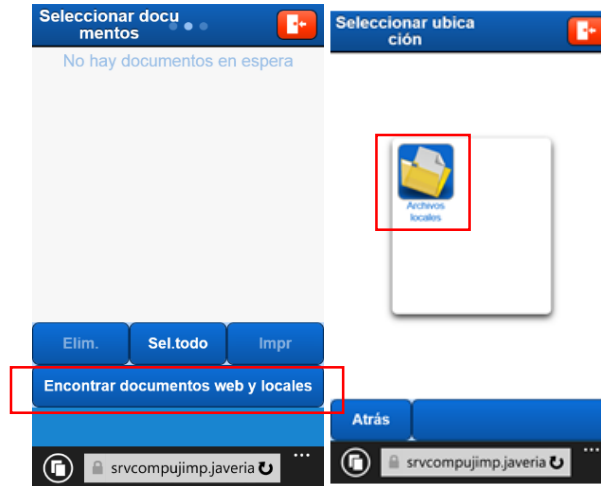 Seleccionar docu
mentos
No hay documentos en espera
Elim.
Sel.todo
Impr
Encontrar documentos web y locales
srvcompujimp.javeria
Seleccionar ubica
ción
Archivos
locales
Atrás
srvcompujimp.javeria